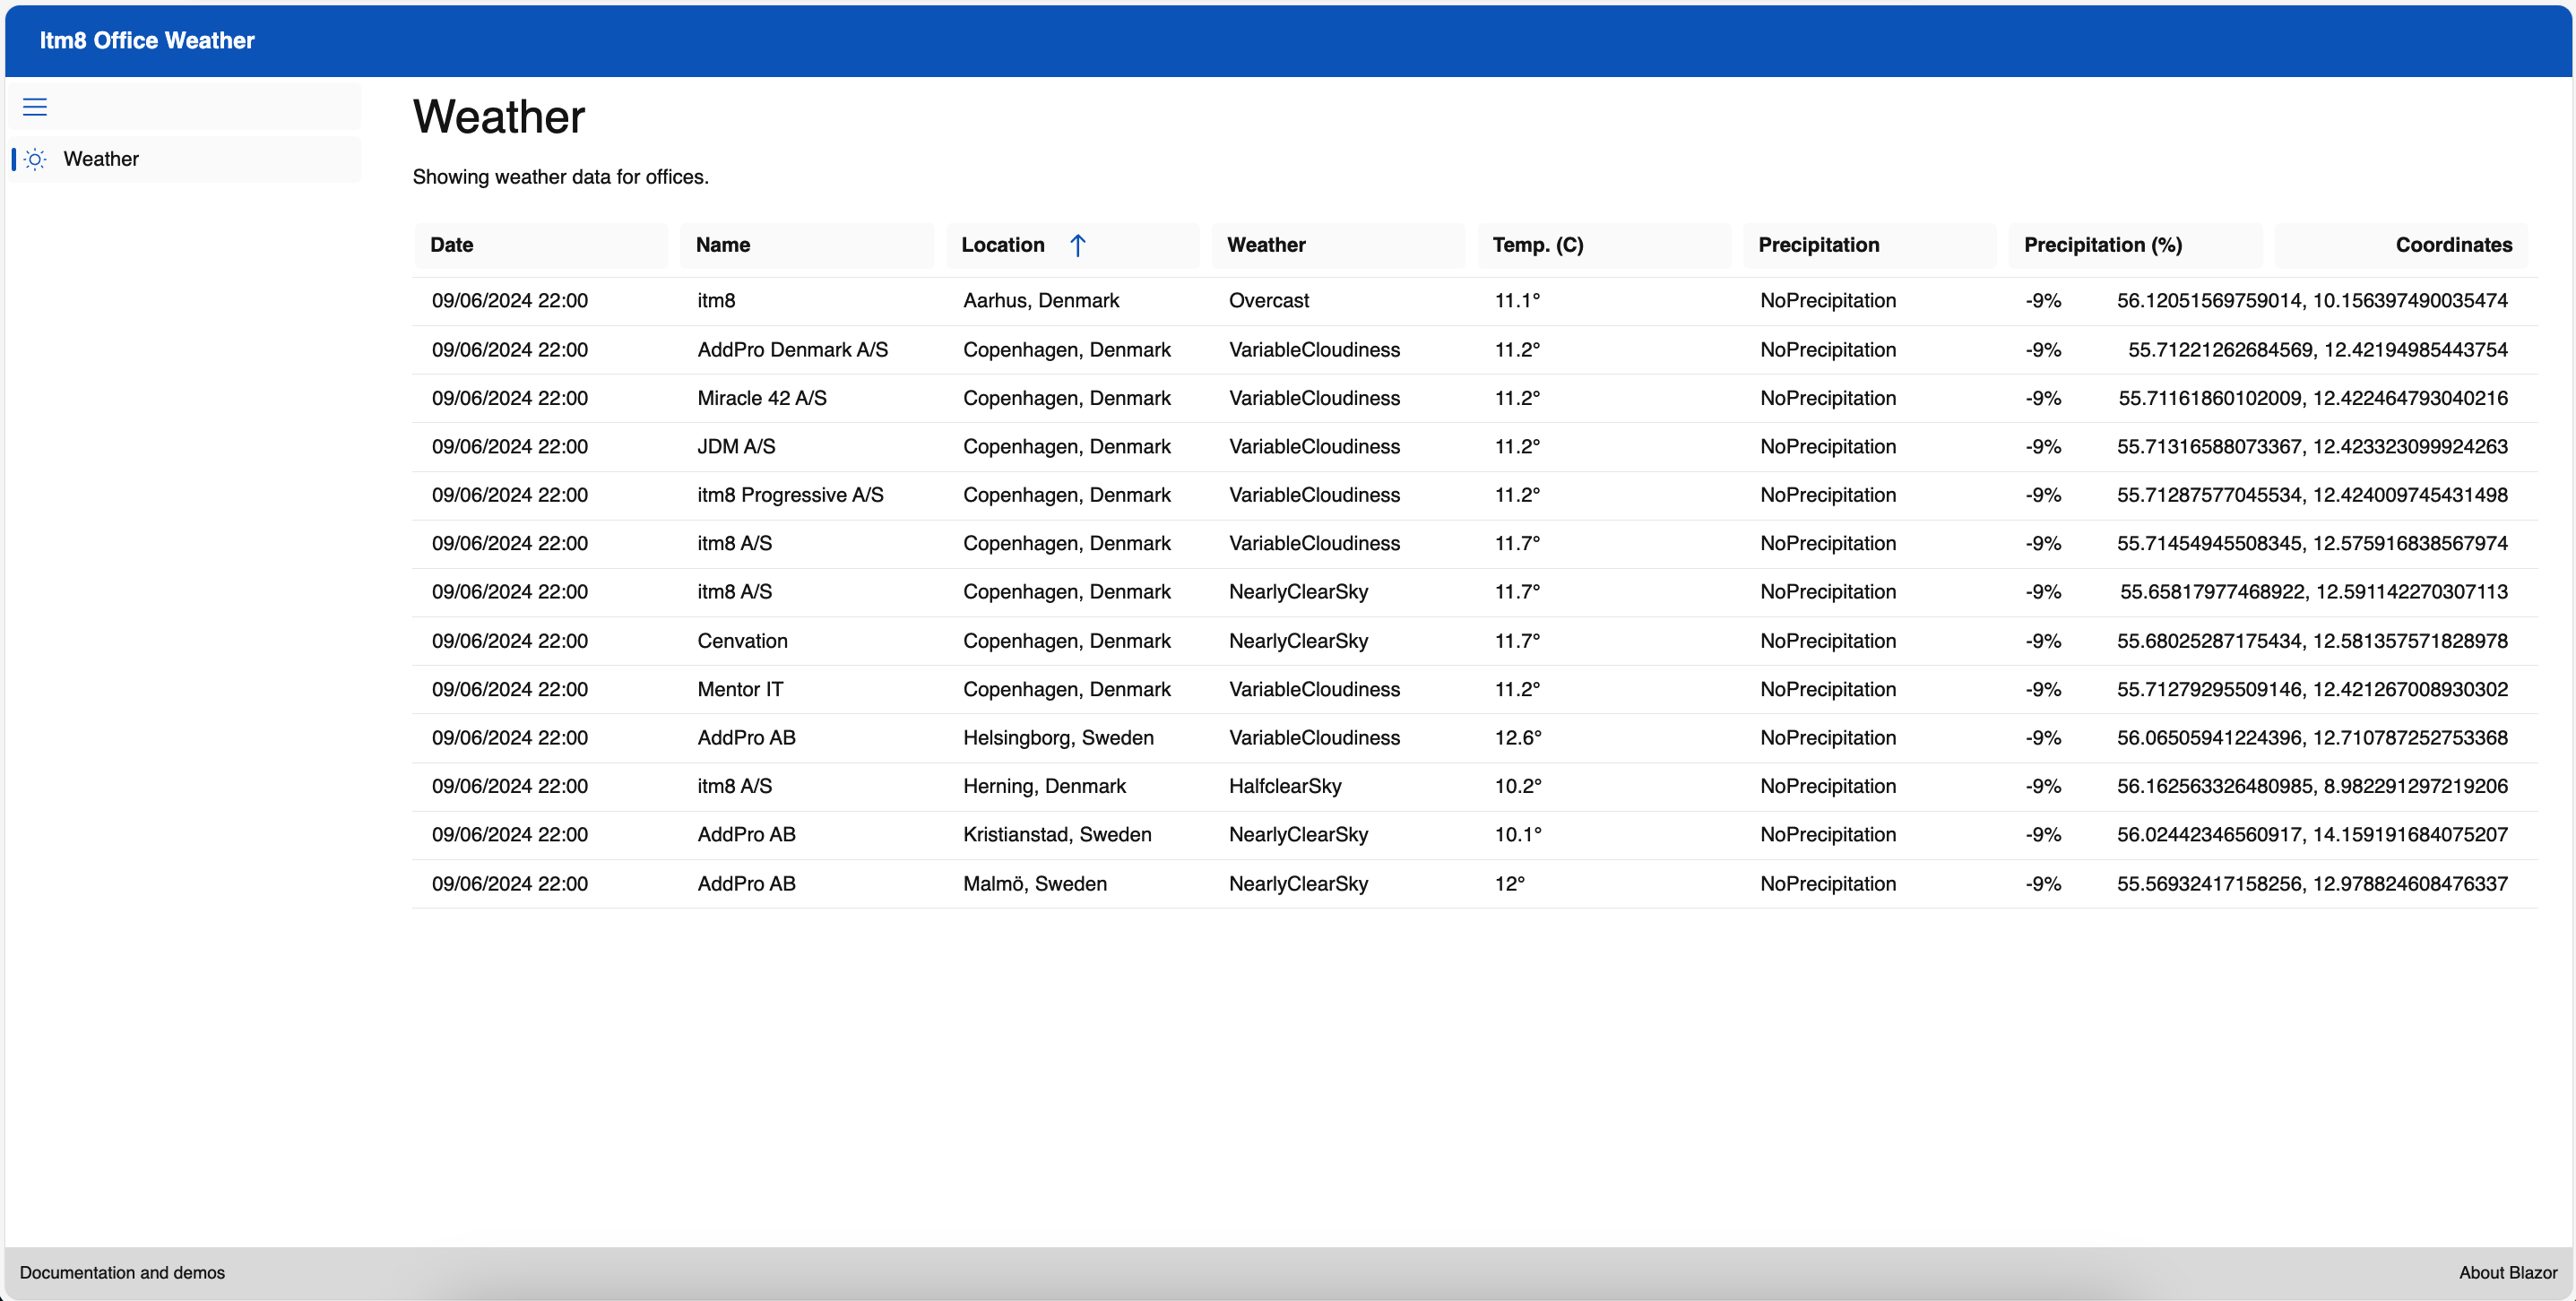 Itm8 Office Weather
Weather
Weather
Showing weather data for offices.
Date Name Location Weather Temp. (C) Precipitation Precipitation (%) Coordinates
09/06/2024 22:00 itm8 Aarhus, Denmark Overcast 11.1° NoPrecipitation -9% 56.12051569759014, 10.156397490035474
09/06/2024 22:00 AddPro Denmark A/S Copenhagen, Denmark VariableCloudiness 11.2° NoPrecipitation -9% 55.71221262684569, 12.42194985443754
09/06/2024 22:00 Miracle 42 A/S Copenhagen, Denmark VariableCloudiness 11.2° NoPrecipitation -9% 55.71161860102009, 12.422464793040216
09/06/2024 22:00 JDM A/S Copenhagen, Denmark VariableCloudiness 11.2° NoPrecipitation -9% 55.71316588073367, 12.423323099924263
09/06/2024 22:00 itm8 Progressive A/S Copenhagen, Denmark VariableCloudiness 11.2° NoPrecipitation -9% 55.71287577045534, 12.424009745431498
09/06/2024 22:00 itm8 A/S Copenhagen, Denmark VariableCloudiness 11.7° NoPrecipitation -9% 55.71454945508345, 12.575916838567974
09/06/2024 22:00 itm8 A/S Copenhagen, Denmark NearlyClearSky 11.7° NoPrecipitation -9% 55.65817977468922, 12.591142270307113
09/06/2024 22:00 Cenvation Copenhagen, Denmark NearlyClearSky 11.7° NoPrecipitation -9% 55.68025287175434, 12.581357571828978
09/06/2024 22:00 Mentor IT Copenhagen, Denmark VariableCloudiness 11.2° NoPrecipitation -9% 55.71279295509146, 12.421267008930302
09/06/2024 22:00 AddPro AB Helsingborg, Sweden VariableCloudiness 12.6° NoPrecipitation -9% 56.06505941224396, 12.710787252753368
09/06/2024 22:00 itm8 A/S Herning, Denmark HalfclearSky 10.2° NoPrecipitation -9% 56.162563326480985, 8.982291297219206
09/06/2024 22:00 AddPro AB Kristianstad, Sweden NearlyClearSky 10.1° NoPrecipitation -9% 56.02442346560917, 14.159191684075207
09/06/2024 22:00 AddPro AB Malmö, Sweden NearlyClearSky 12° NoPrecipitation -9% 55.56932417158256, 12.978824608476337
Documentation and demos About Blazor